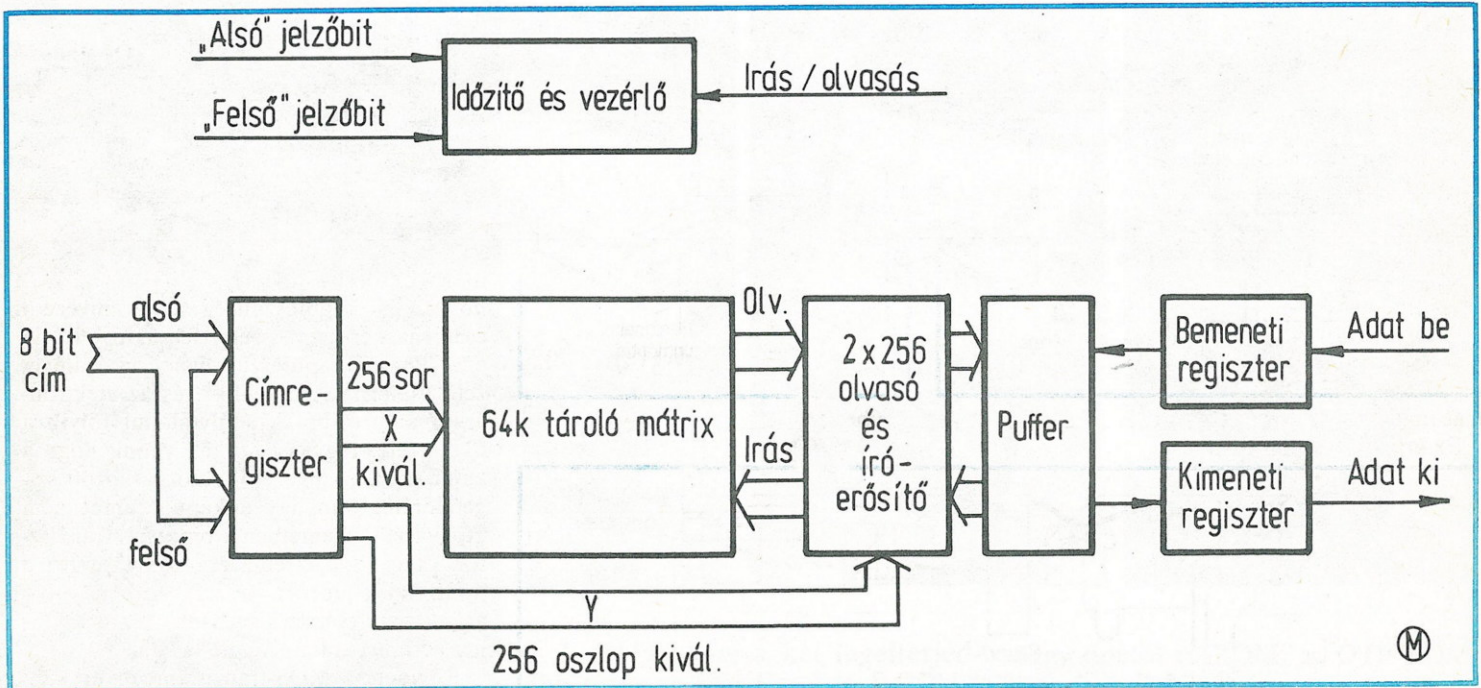 „Alsó" jelzőbit
„Felső" jelzőbit
Időzítő és vezérlő
Irás / olvasás
8 bit
cím
alsó
felső
Címre-
giszter
256 sor
X
kivál.
64k tároló mátrix
Olv.
Irás
2 x 256
olvasó
és
író-
erősítő
Puffer
Bemeneti
regiszter
Adat be
Kimeneti
regiszter
Adat ki
Y
256 oszlop kivál.
M